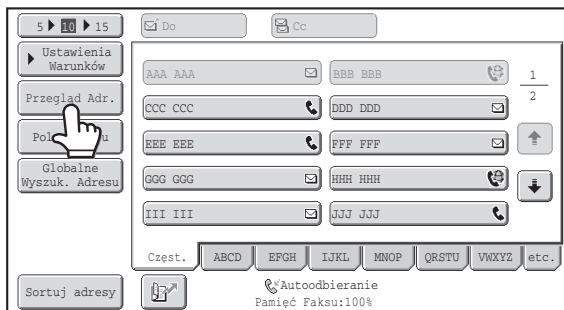 5 10 15
Do
Cc
Ustawienia
Warunków
Przegląd Adr.
AAA AAA
BBB BBB
1
2
CCC CCC
DDD DDD
EEE EEE
FFF FFF
Globalne
Wyszuk. Adresu
GGG GGG
HHH HHH
III III
JJJ JJJ
Częst.
ABCD
EFGH
IJKL
MNOP
QRSTU
VWXYZ
etc.
Sortuj adresy
Autoodbieranie
Pamięć Faksu:100%